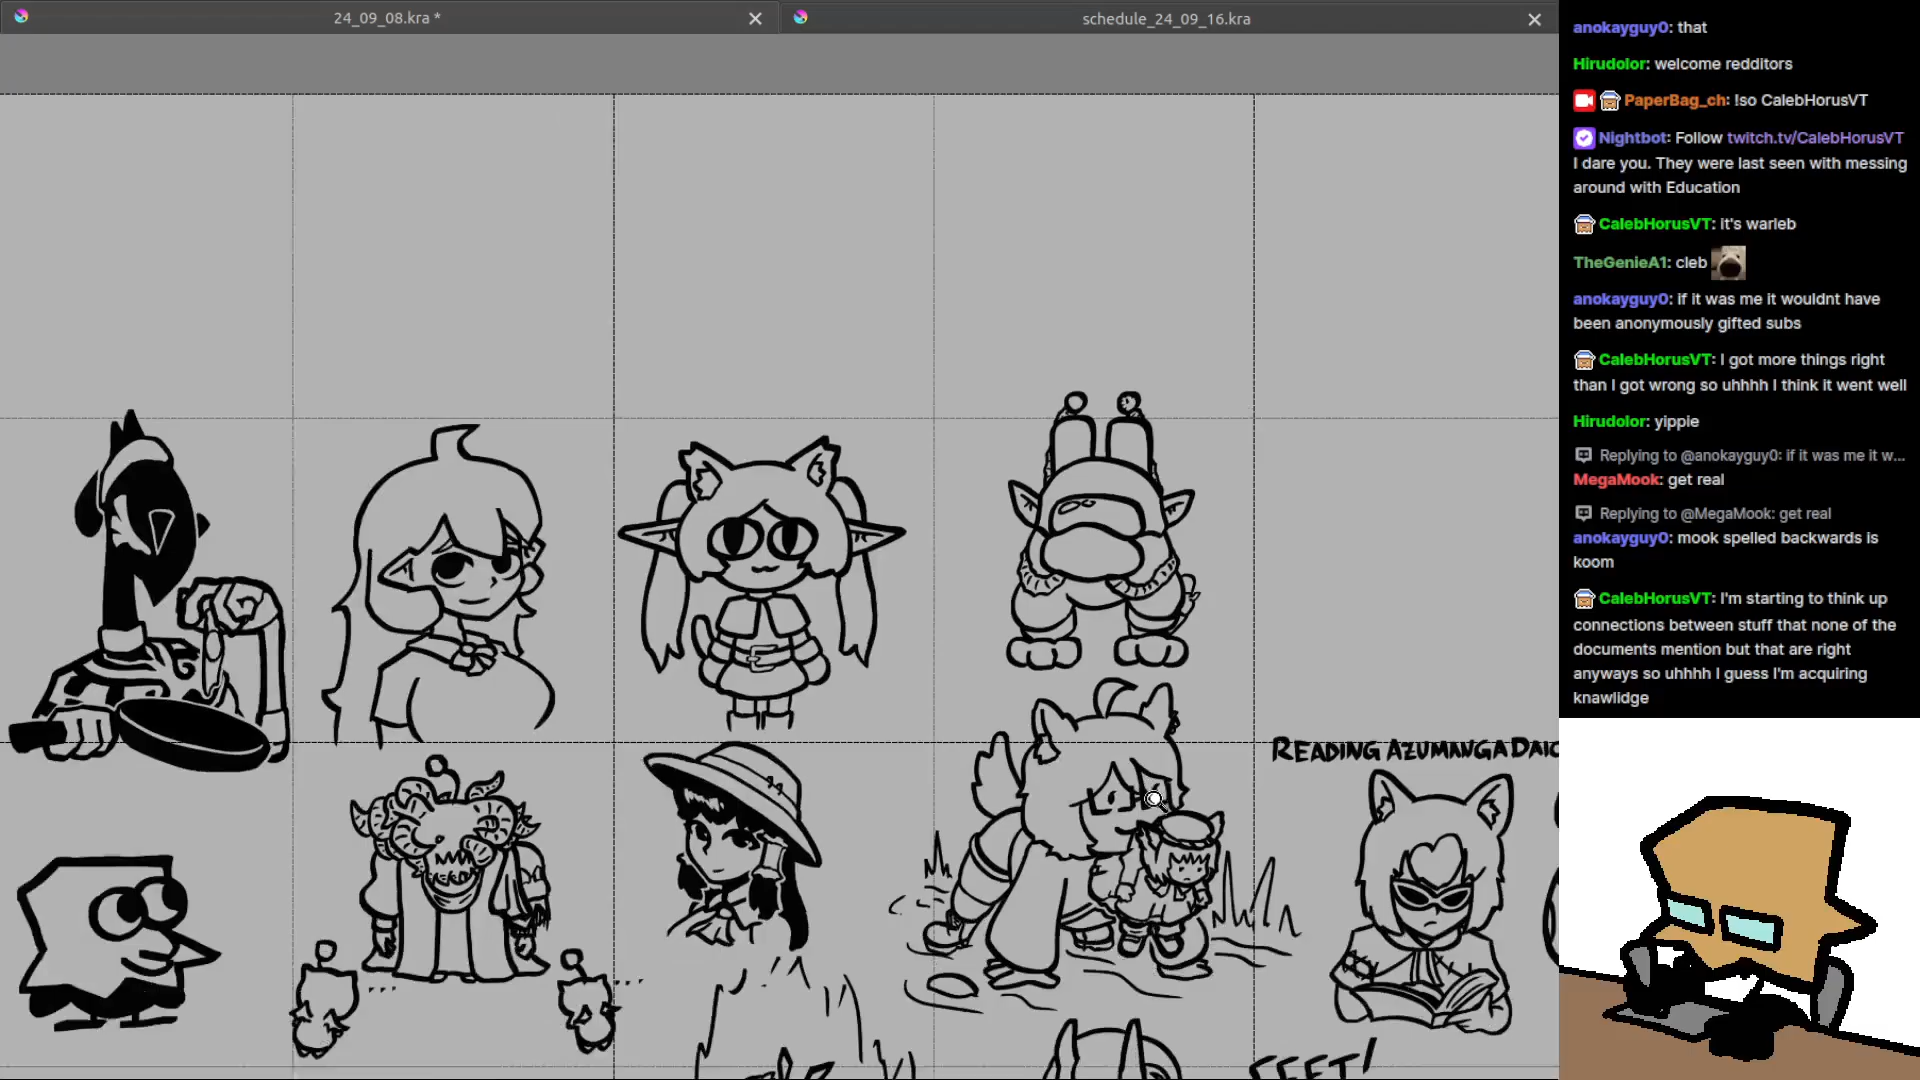 24_09_08.kra *
schedule_24_09_16.kra
anokayguy0: that
Hirudolor: welcome redditors
PaperBag_ch: !so CalebHorusVT
Nightbot: Follow twitch.tv/CalebHorusVT
I dare you. They were last seen with messing
around with Education
CalebHorusVT: it's warleb
TheGenieA1: cleb
anokayguy0: if it was me it wouldnt have
been anonymously gifted subs
CalebHorusVT: I got more things right
than I got wrong so uhhhh I think it went well
Hirudolor: yippie
Replying to @anokayguy0: if it was me it w...
MegaMook: get real
Replying to @MegaMook: get real
anokayguy0: mook spelled backwards is
koom
CalebHorusVT: I'm starting to think up
connections between stuff that none of the
documents mention but that are right
anyways so uhhhh I guess I'm acquiring
knawlidge
READING AZUMANGA DAIO